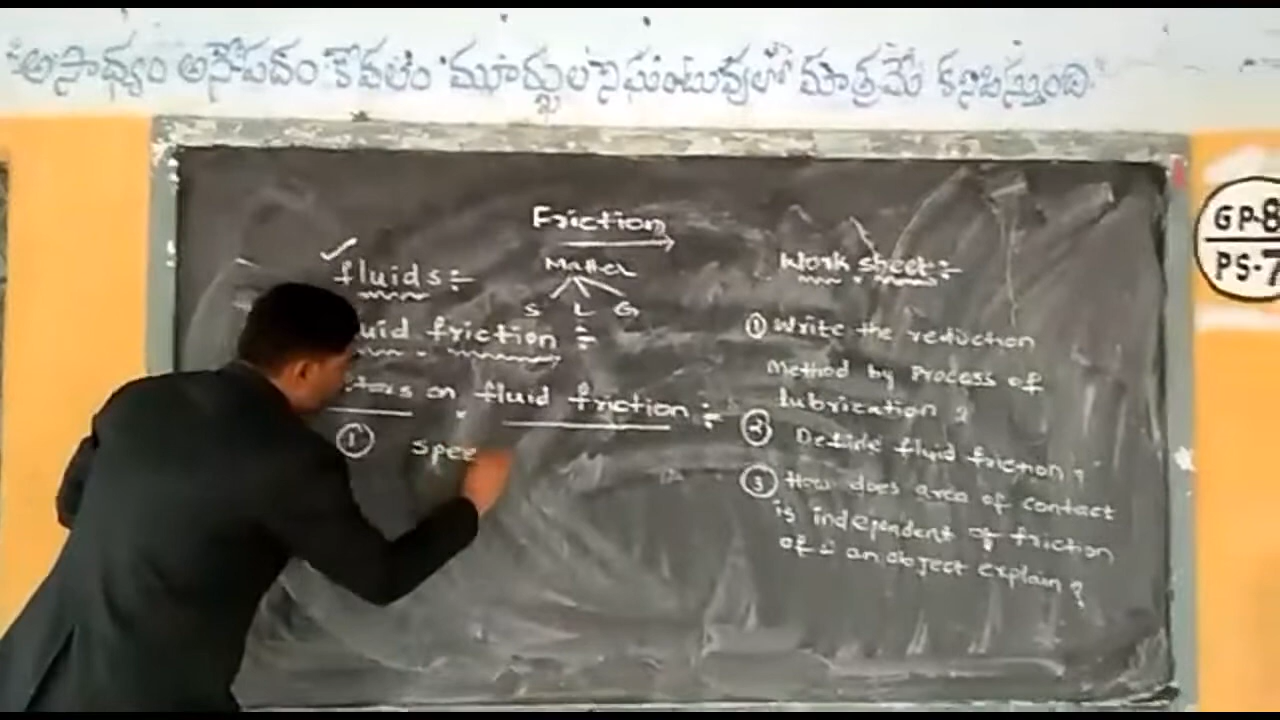 "అసాధ్యం అనేపదం కేవలం 'మూర్ఖుల నిఘంటువులో మాత్రమే కనిపిస్తుంది"
Friction
fluids:-
Matter
S L G
uid friction :-
on fluid friction :-
① Spee
Work sheet:-
① Write the reduction
Method by Process of
lubrication ?
② Define fluid friction ?
③ How does area of contact
is independent of friction
of an object explain ?
GP-8
PS-7